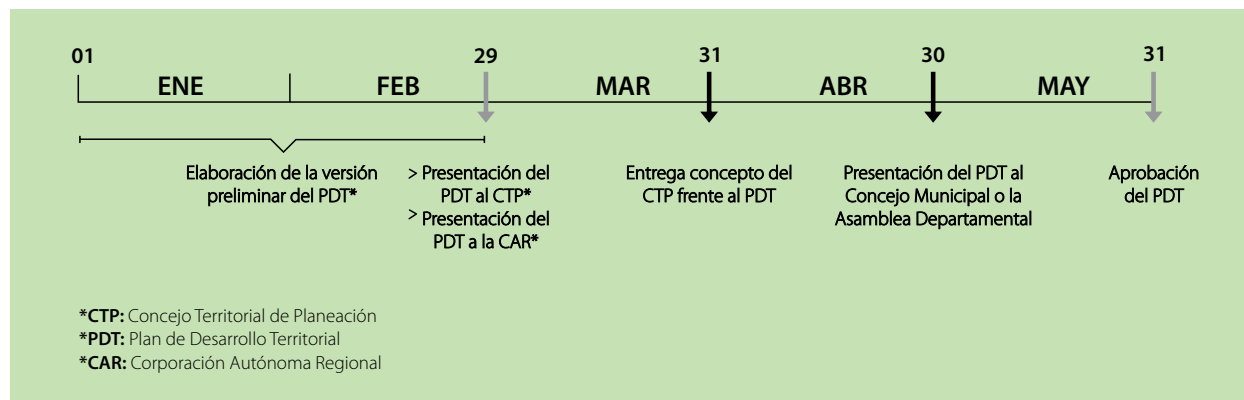 01
29
31
30
31
ENE
FEB
MAR
ABR
MAY
Elaboración de la versión
preliminar del PDT*
> Presentación del
PDT al CTP*
> Presentación del
PDT a la CAR*
Entrega concepto del
CTP frente al PDT
Presentación del PDT al
Concejo Municipal o la
Asamblea Departamental
Aprobación
del PDT
*CTP: Concejo Territorial de Planeación
*PDT: Plan de Desarrollo Territorial
*CAR: Corporación Autónoma Regional